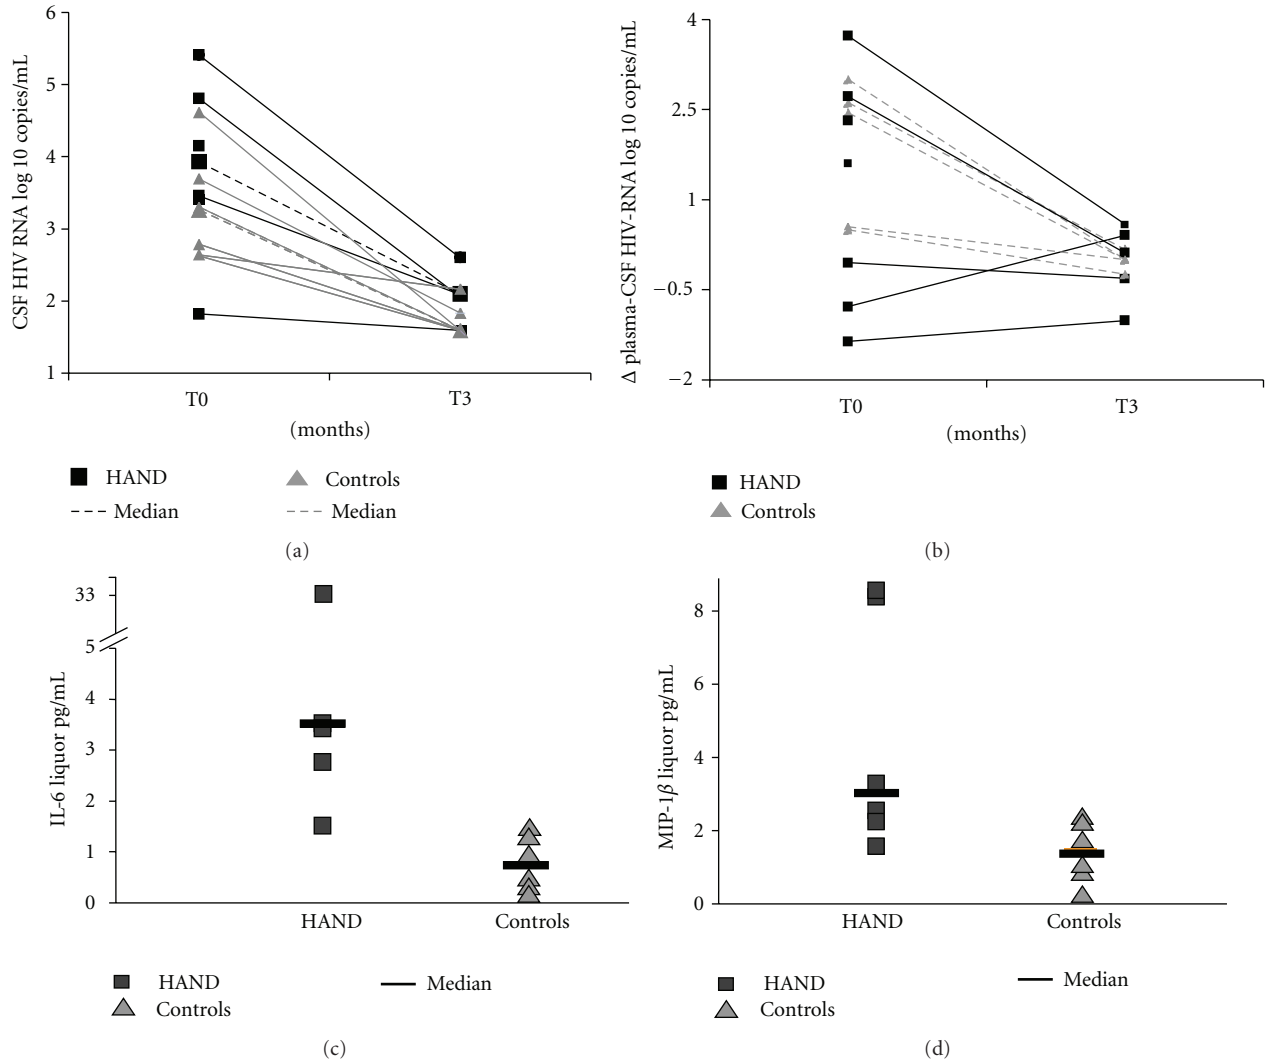 CSF HIV RNA log 10 copies/mL
6
5
4
3
2
1
T0
T3
(months)
HAND
Controls
Median
Median
(a)
Δ plasma-CSF HIV-RNA log 10 copies/mL
4
2.5
1
−0.5
−2
T0
T3
(months)
HAND
Controls
(b)
IL-6 liquor pg/mL
33
5
4
3
2
1
0
HAND
Controls
HAND
Median
Controls
(c)
MIP-1β liquor pg/mL
8
6
4
2
0
HAND
Controls
HAND
Median
Controls
(d)